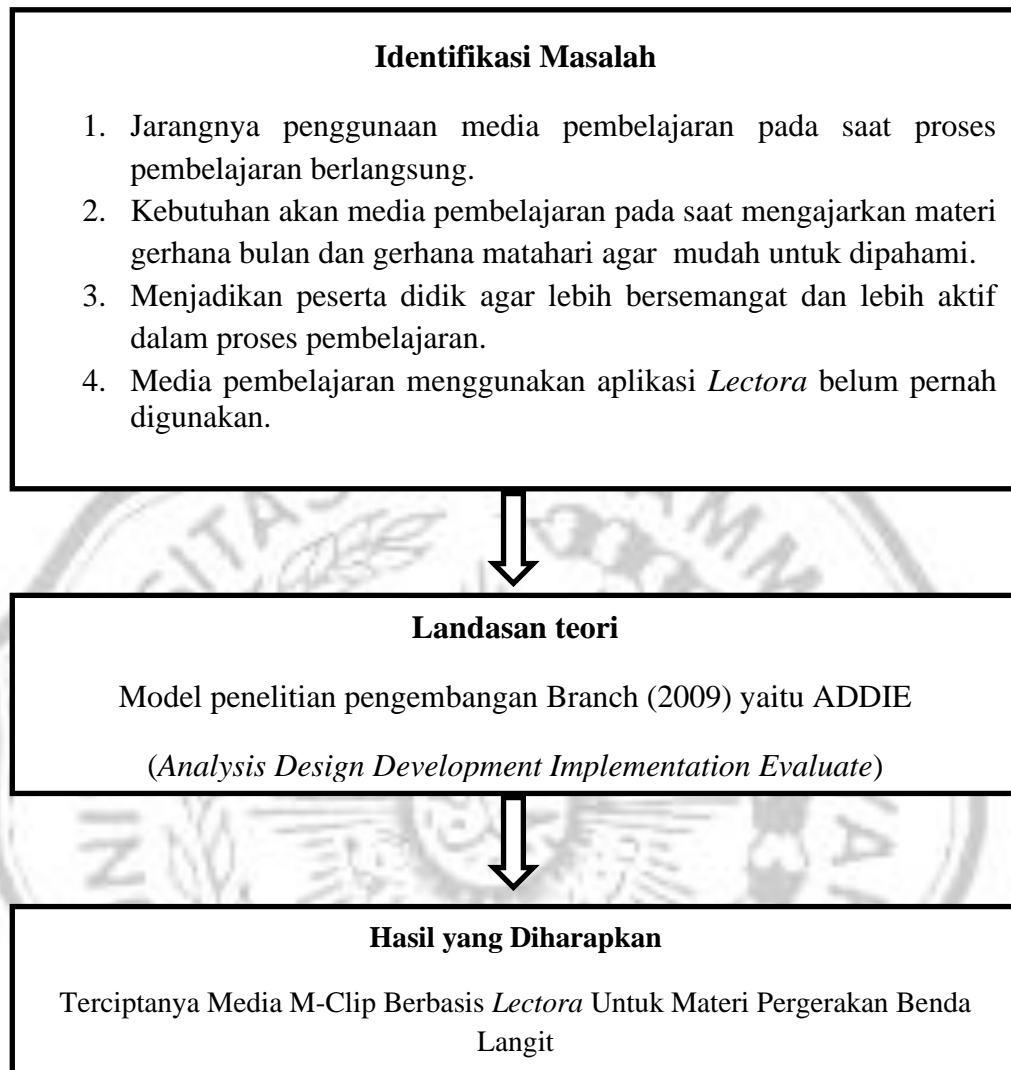 Identifikasi Masalah
1. Jarangnya penggunaan media pembelajaran pada saat proses
pembelajaran berlangsung.
2. Kebutuhan akan media pembelajaran pada saat mengajarkan materi
gerhana bulan dan gerhana matahari agar mudah untuk dipahami.
3. Menjadikan peserta didik agar lebih bersemangat dan lebih aktif
dalam proses pembelajaran.
4. Media pembelajaran menggunakan aplikasi Lectora belum pernah
digunakan.
Landasan teori
Model penelitian pengembangan Branch (2009) yaitu ADDIE
(Analysis Design Development Implementation Evaluate)
Hasil yang Diharapkan
Terciptanya Media M-Clip Berbasis Lectora Untuk Materi Pergerakan Benda
Langit